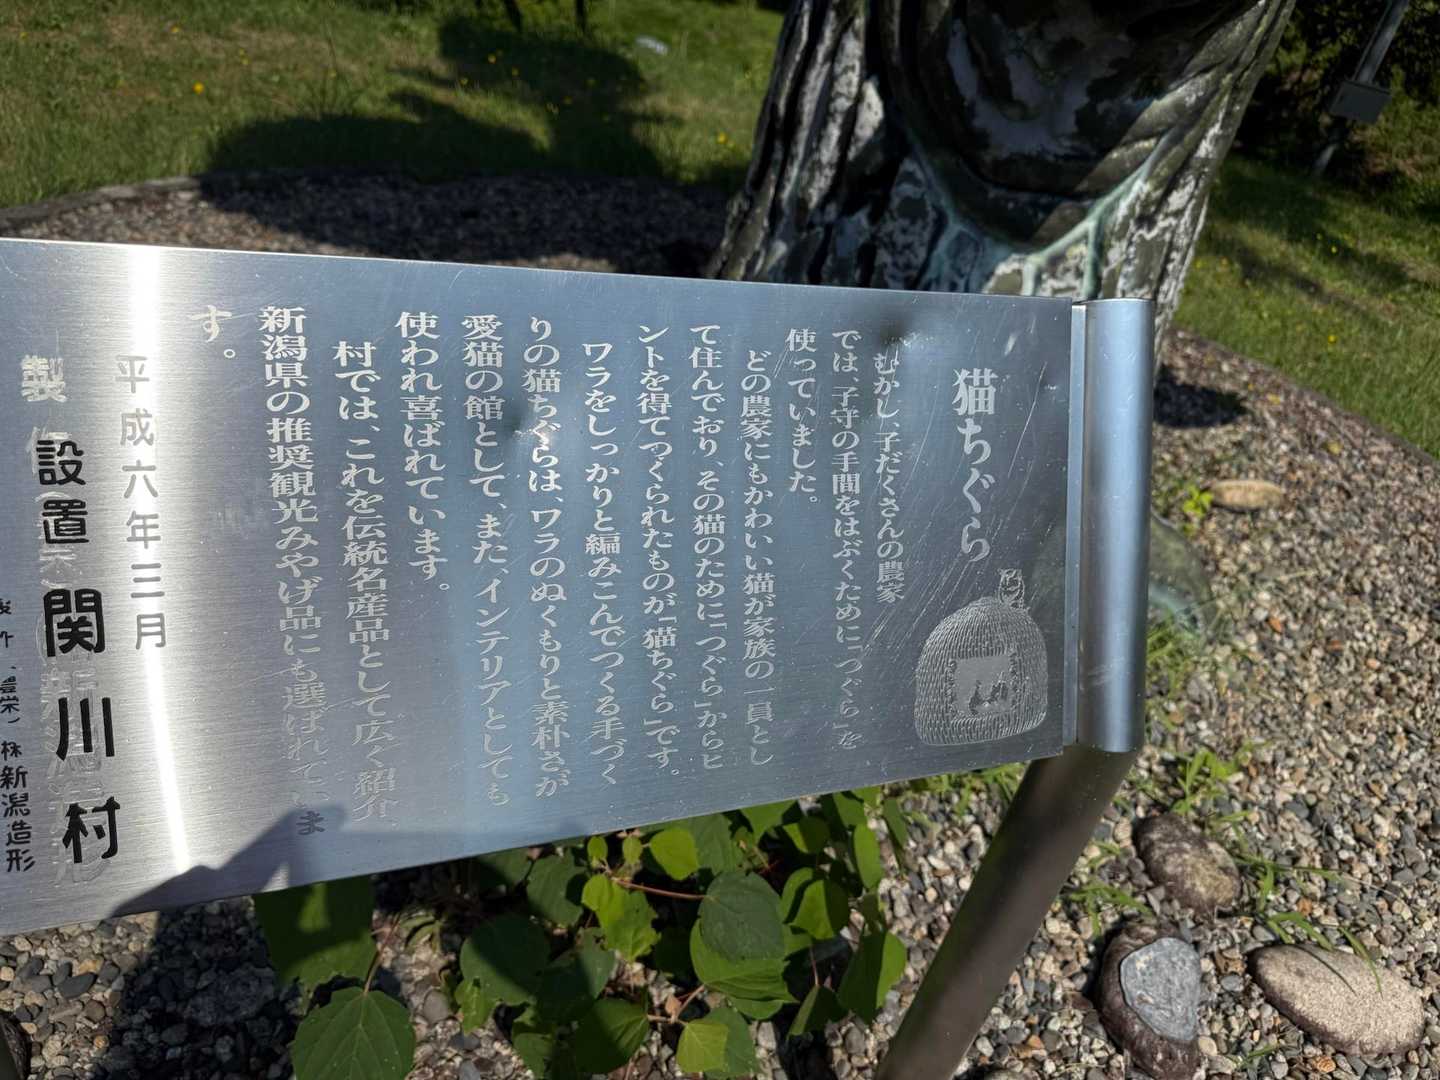 猫ちぐら
むかし、子だくさんの農家
では、子守の手間をはぶくために「つぐら」を
使っていました。
どの農家にもかわいい猫が家族の一員とし
て住んでおり、その猫のために「つぐら」からヒ
ントを得てつくられたものが「猫ちぐら」です。
ワラをしっかりと編みこんでつくる手づく
りの猫ちぐらは、ワラのぬくもりと素朴さが
愛猫の館として、また、インテリアとしても
使われ喜ばれています。
村では、これを伝統名産品として広く紹介、
新潟県の推奨観光みやげ品にも選ばれていま
す。
平成六年三月
設置 関川村
株新潟造形